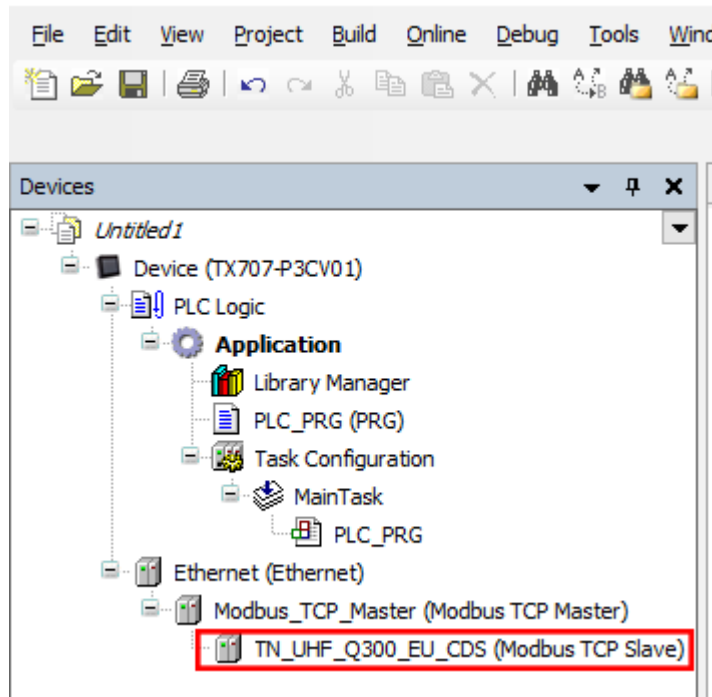 File Edit View Project Build Online Debug Tools Wind
Devices
Untitled1
Device (TX707-P3CV01)
PLC Logic
Application
Library Manager
PLC_PRG (PRG)
Task Configuration
MainTask
PLC_PRG
Ethernet (Ethernet)
Modbus_TCP_Master (Modbus TCP Master)
TN_UHF_Q300_EU_CDS (Modbus TCP Slave)